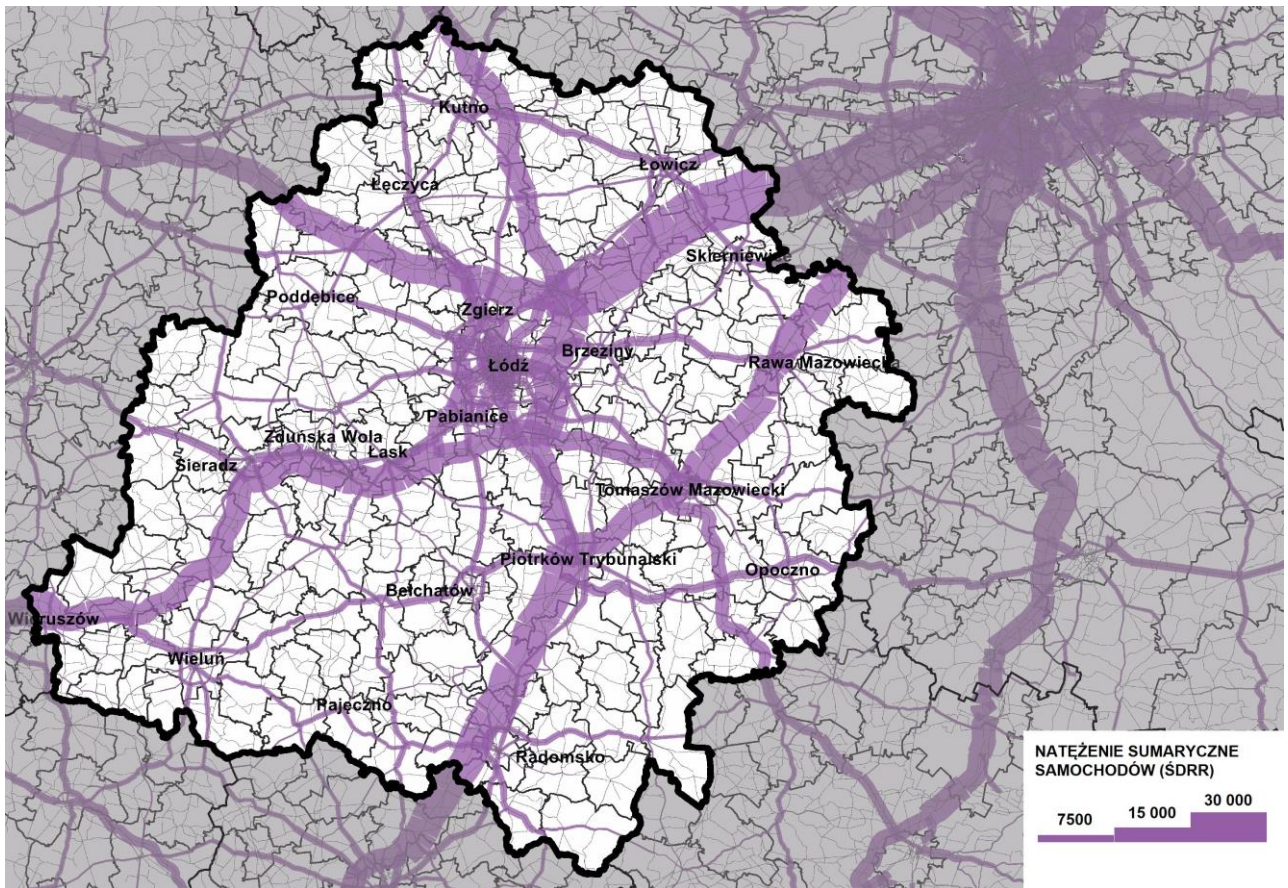 Kutno
Łowicz
Łęczyca
Skierniewice
Poddębice
Zgierz
Brzeziny
Łódź
Rawa Mazowiecka
Pabianice
Zduńska Wola
Łask
Sieradz
Tomaszów Mazowiecki
Piotrków Trybunalski
Opoczno
Bełchatów
Wieruszów
Wieluń
Pajęczno
Radomsko
NATĘŻENIE SUMARYCZNE
SAMOCHODÓW (ŚDRR)
7500 15 000 30 000